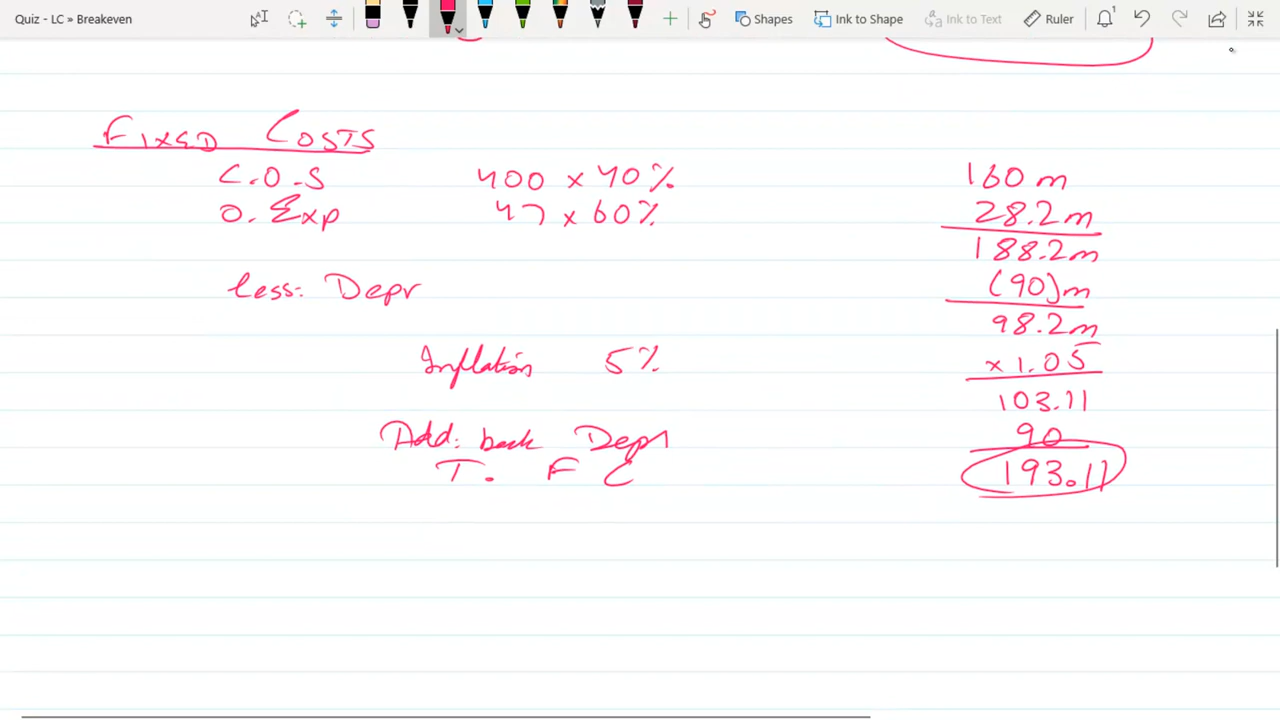 Quiz - LC » Breakeven
Shapes
Ink to Shape
Ink to Text
Ruler
FIXED COSTS
C.O.S 400 x 40% 160m
O. Exp 47 x 60% 28.2m
188.2m
less: Depr (90)m
98.2m
Inflation 5% x 1.05
103.11
Add: back Depr 90
T. F C 193.11